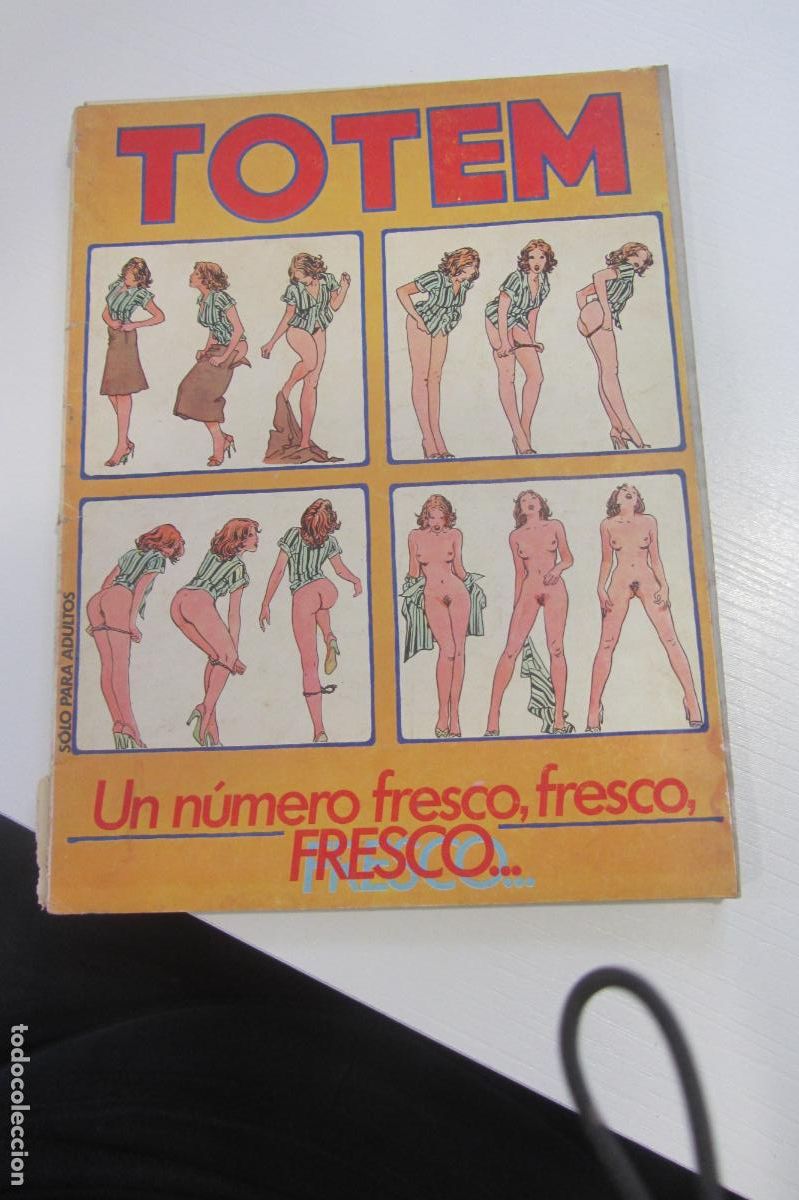 TOTEM
SOLO PARA ADULTOS
Un número fresco, fresco,
FRESCO...
todocoleccion